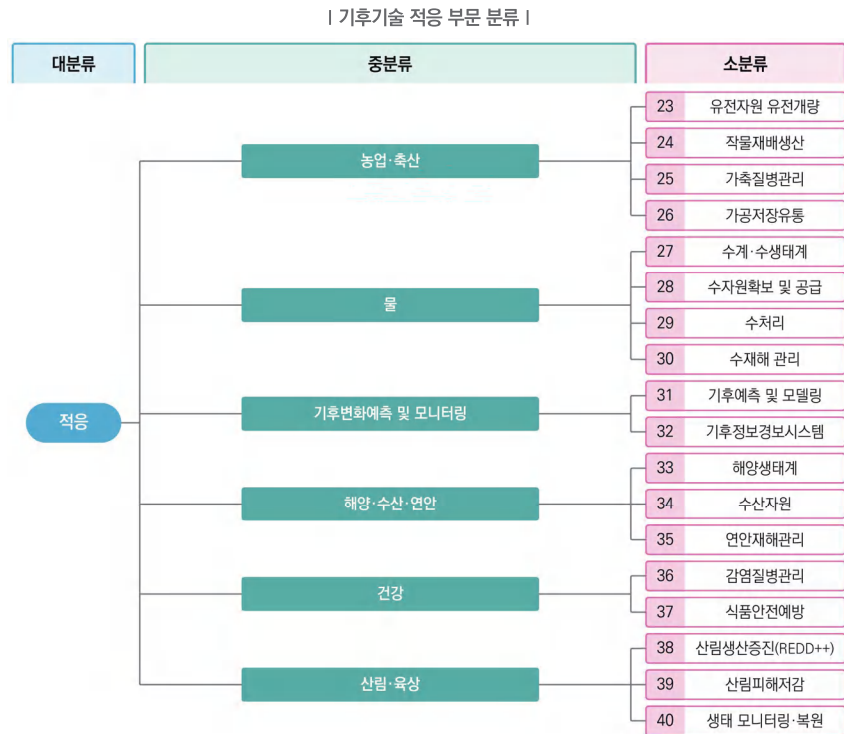 | 기후기술 적응 부문 분류 |
대분류 중분류 소분류
적응
농업·축산
23 유전자원 유전개량
24 작물재배생산
25 가축질병관리
26 가공저장유통
물
27 수계·수생태계
28 수자원확보 및 공급
29 수처리
30 수재해 관리
기후변화예측 및 모니터링
31 기후예측 및 모델링
32 기후정보경보시스템
해양·수산·연안
33 해양생태계
34 수산자원
35 연안재해관리
건강
36 감염질병관리
37 식품안전예방
산림·육상
38 산림생산증진(REDD++)
39 산림피해저감
40 생태 모니터링·복원